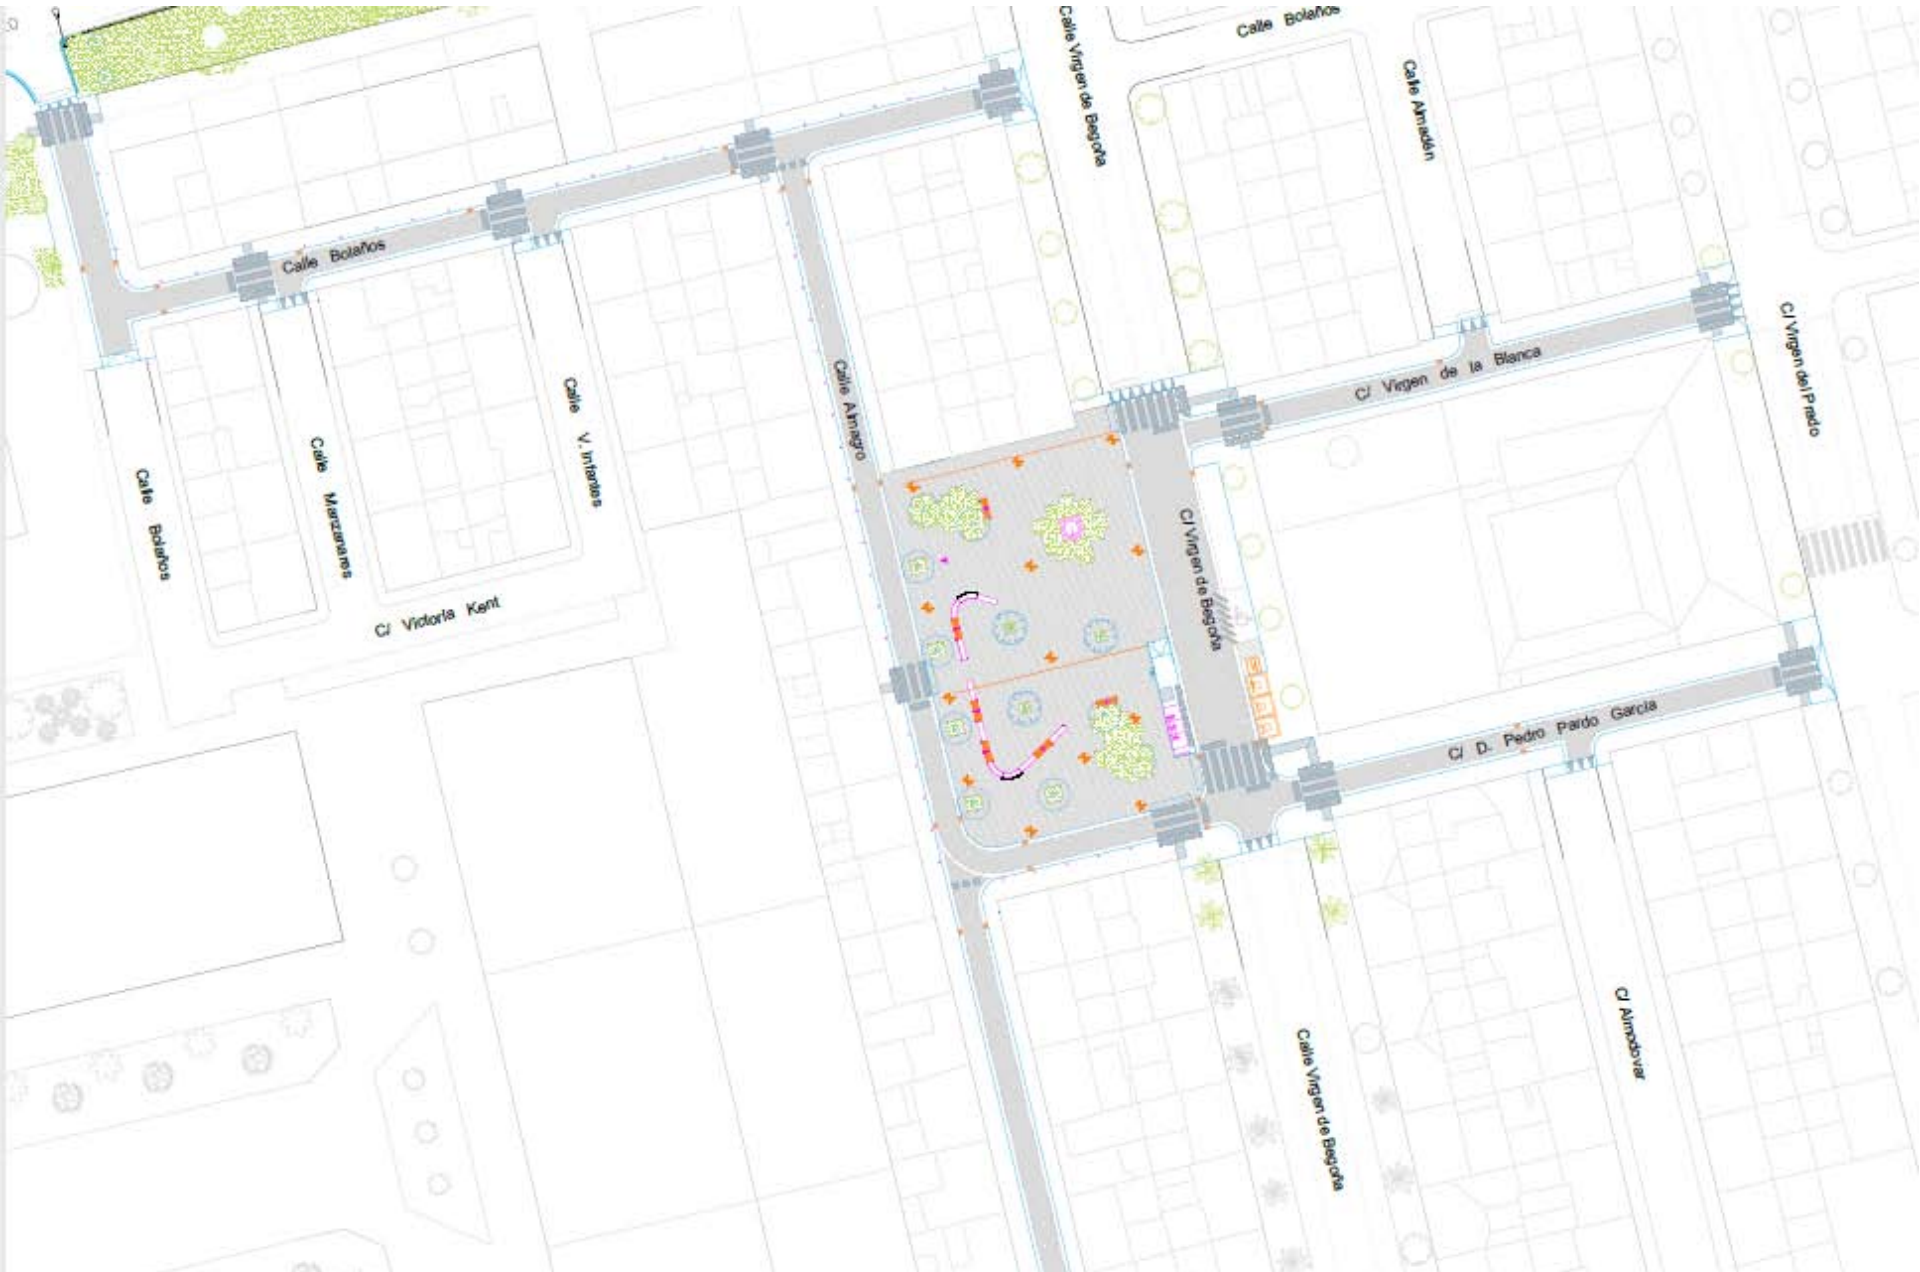 Calle Bolaños
Calle Virgen de Begoña
Calle Almadén
Calle Bolaños
C/ Virgen de la Blanca
C/ Virgen del Prado
Calle Almagro
Calle V. Infantes
Calle Manzanares
Calle Bolaños
C/ Victoria Kent
C/ Virgen de Begoña
C/ D. Pedro Pardo García
Calle Virgen de Begoña
C/ Almodovar